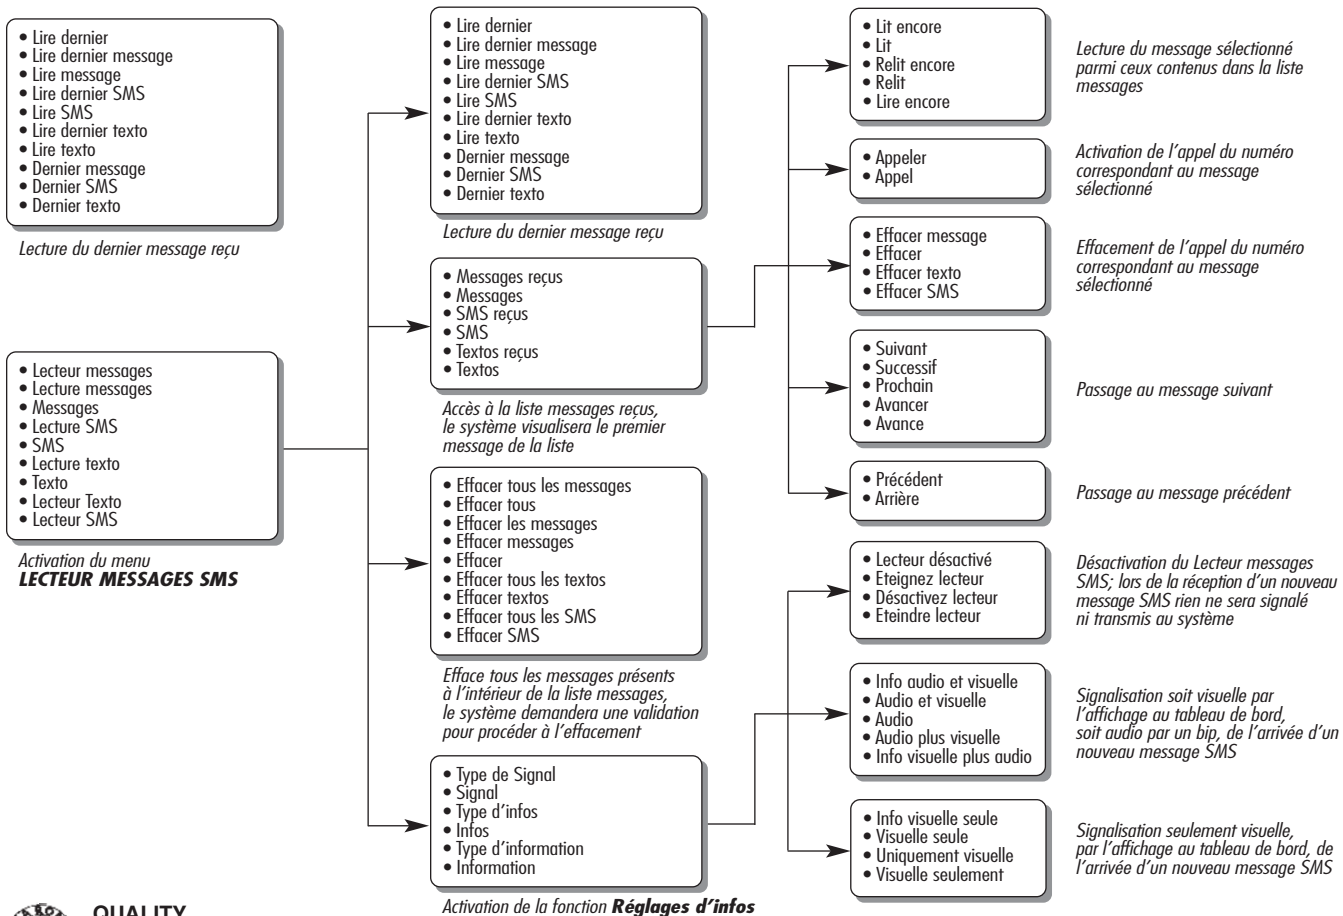 • Lire dernier
• Lire dernier message
• Lire message
• Lire dernier SMS
• Lire SMS
• Lire dernier texto
• Lire texto
• Dernier message
• Dernier SMS
• Dernier texto
Lecture du dernier message reçu
• Lecteur messages
• Lecture messages
• Messages
• Lecture SMS
• SMS
• Lecture texto
• Texto
• Lecteur Texto
• Lecteur SMS
Activation du menu
LECTEUR MESSAGES SMS
• Lire dernier
• Lire dernier message
• Lire message
• Lire dernier SMS
• Lire SMS
• Lire dernier texto
• Lire texto
• Dernier message
• Dernier SMS
• Dernier texto
Lecture du dernier message reçu
• Messages reçus
• Messages
• SMS reçus
• SMS
• Textos reçus
• Textos
Accès à la liste messages reçus,
le système visualisera le premier
message de la liste
• Effacer tous les messages
• Effacer tous
• Effacer les messages
• Effacer messages
• Effacer
• Effacer tous les textos
• Effacer textos
• Effacer tous les SMS
• Effacer SMS
Efface tous les messages présents
à l'intérieur de la liste messages,
le système demandera une validation
pour procéder à l'effacement
• Type de Signal
• Signal
• Type d'infos
• Infos
• Type d'information
• Information
Activation de la fonction Réglages d'infos
• Lit encore
• Lit
• Relit encore
• Relit
• Lire encore
Lecture du message sélectionné
parmi ceux contenus dans la liste
messages
• Appeler
• Appel
Activation de l'appel du numéro
correspondant au message
sélectionné
• Effacer message
• Effacer
• Effacer texto
• Effacer SMS
Effacement de l'appel du numéro
correspondant au message
sélectionné
• Suivant
• Successif
• Prochain
• Avancer
• Avance
Passage au message suivant
• Précédent
• Arrière
Passage au message précédent
• Lecteur désactivé
• Eteignez lecteur
• Désactivez lecteur
• Eteindre lecteur
Désactivation du Lecteur messages
SMS; lors de la réception d'un nouveau
message SMS rien ne sera signalé
ni transmis au système
• Info audio et visuelle
• Audio et visuelle
• Audio
• Audio plus visuelle
• Info visuelle plus audio
Signalisation soit visuelle par
l'affichage au tableau de bord,
soit audio par un bip, de l'arrivée d'un
nouveau message SMS
• Info visuelle seule
• Visuelle seule
• Uniquement visuelle
• Visuelle seulement
Signalisation seulement visuelle,
par l'affichage au tableau de bord, de
l'arrivée d'un nouveau message SMS
QUALITY